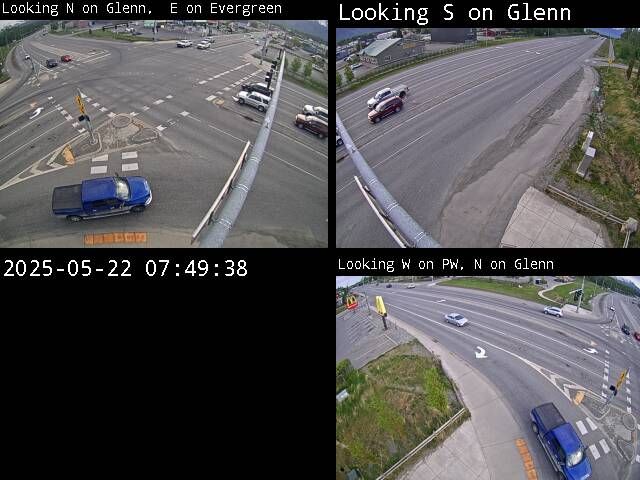 Looking N on Glenn,  E on Evergreen
Looking S on Glenn
2025-05-22 07:49:38
Looking W on PW, N on Glenn